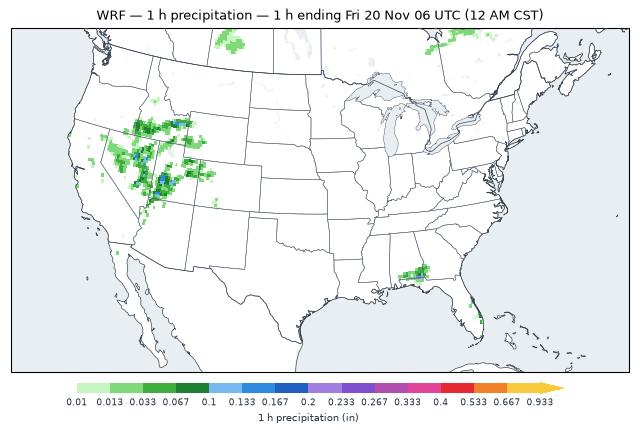 WRF — 1 h precipitation — 1 h ending Fri 20 Nov 06 UTC (12 AM CST)
0.01 0.013 0.033 0.067 0.1 0.133 0.167 0.2 0.233 0.267 0.333 0.4 0.533 0.667 0.933
1 h precipitation (in)